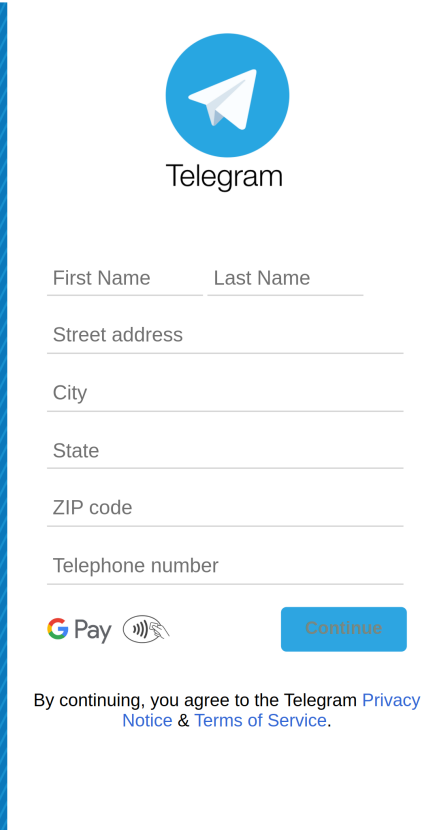 Telegram
First Name Last Name
Street address
City
State
ZIP code
Telephone number
G Pay Continue
By continuing, you agree to the Telegram Privacy
Notice & Terms of Service.